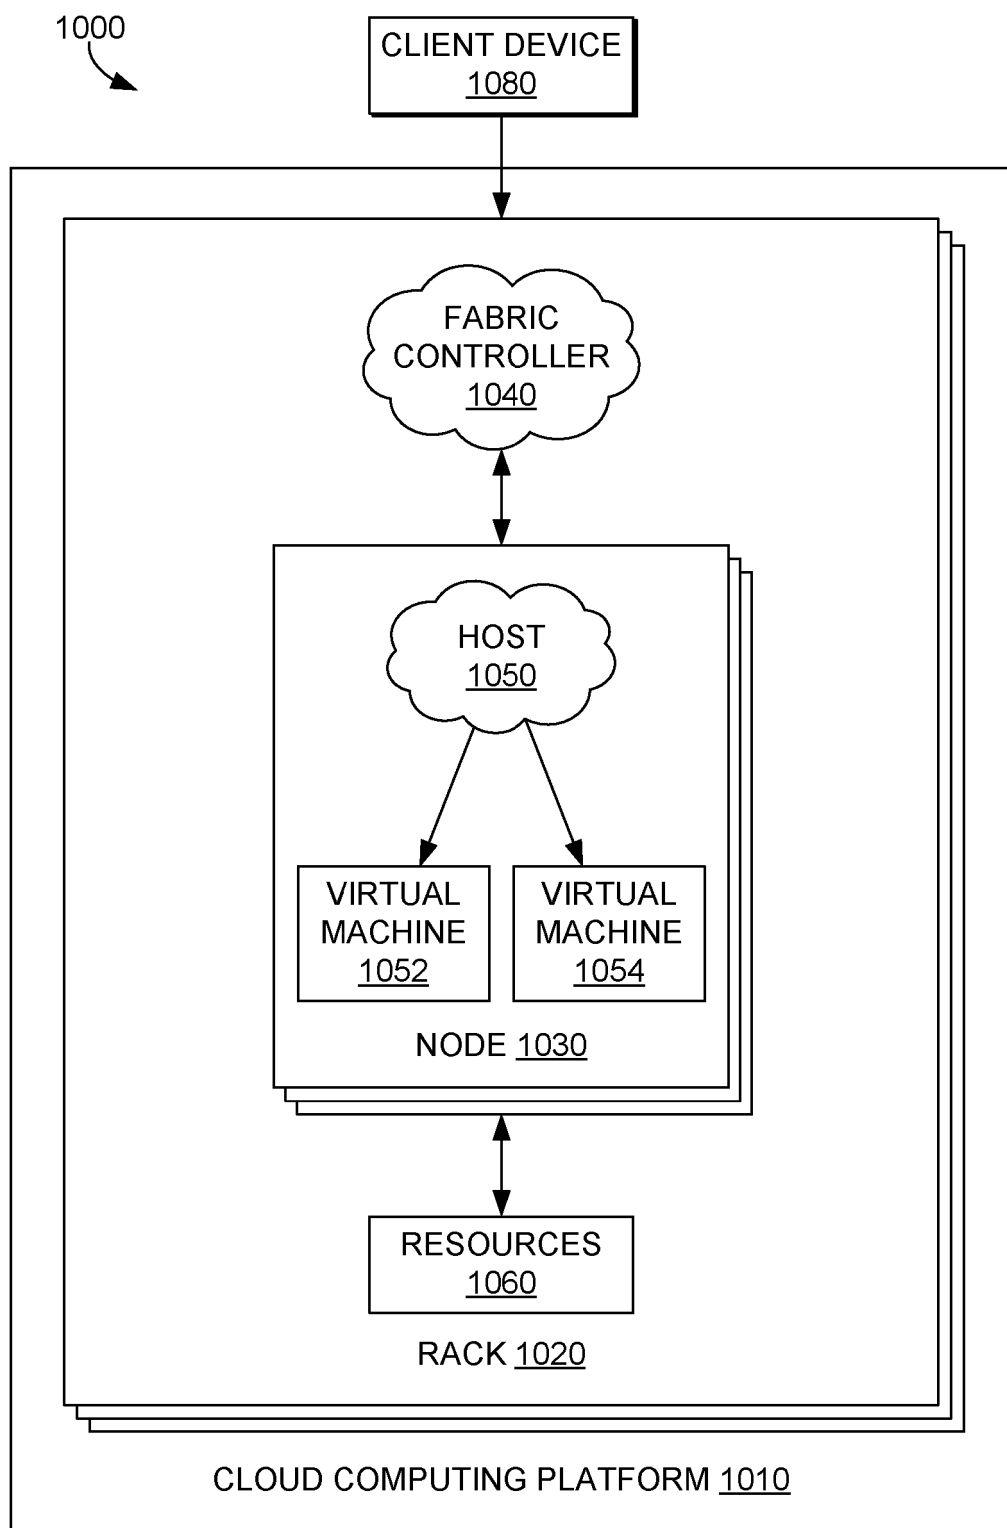 1000
CLIENT DEVICE
1080
FABRIC
CONTROLLER
1040
HOST
1050
VIRTUAL
MACHINE
1052
VIRTUAL
MACHINE
1054
NODE 1030
RESOURCES
1060
RACK 1020
CLOUD COMPUTING PLATFORM 1010